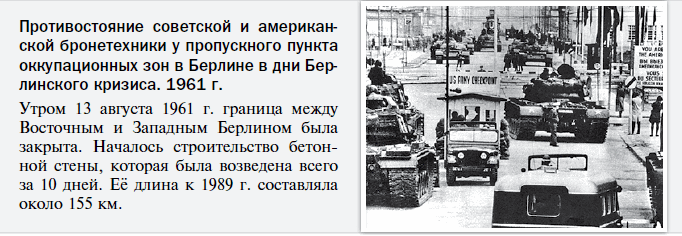 Противостояние советской и американ-
ской бронетехники у пропускного пункта
оккупационных зон в Берлине в дни Бер-
линского кризиса. 1961 г.
Утром 13 августа 1961 г. граница между
Восточным и Западным Берлином была
закрыта. Началось строительство бетон-
ной стены, которая была возведена всего
за 10 дней. Её длина к 1989 г. составляла
около 155 км.
US ARMY CHECKPOINT
YOU ARE